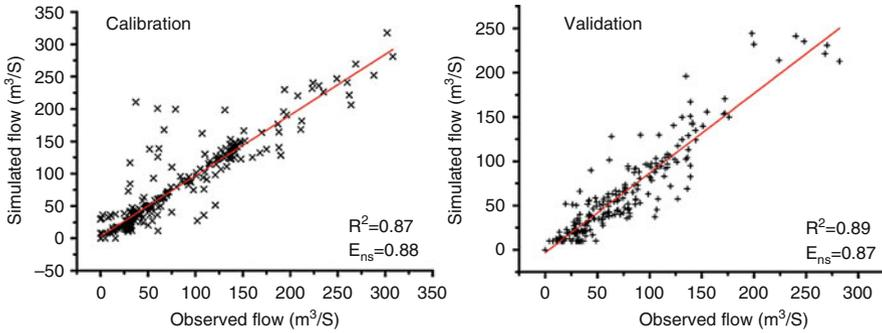 Calibration
Simulated flow (m³/S)
350
300
250
200
150
100
50
0
−50
0 50 100 150 200 250 300 350
Observed flow (m³/S)
R²=0.87
Eₙₛ=0.88
Validation
Simulated flow (m³/S)
250
200
150
100
50
0
0 50 100 150 200 250 300
Observed flow (m³/S)
R²=0.89
Eₙₛ=0.87